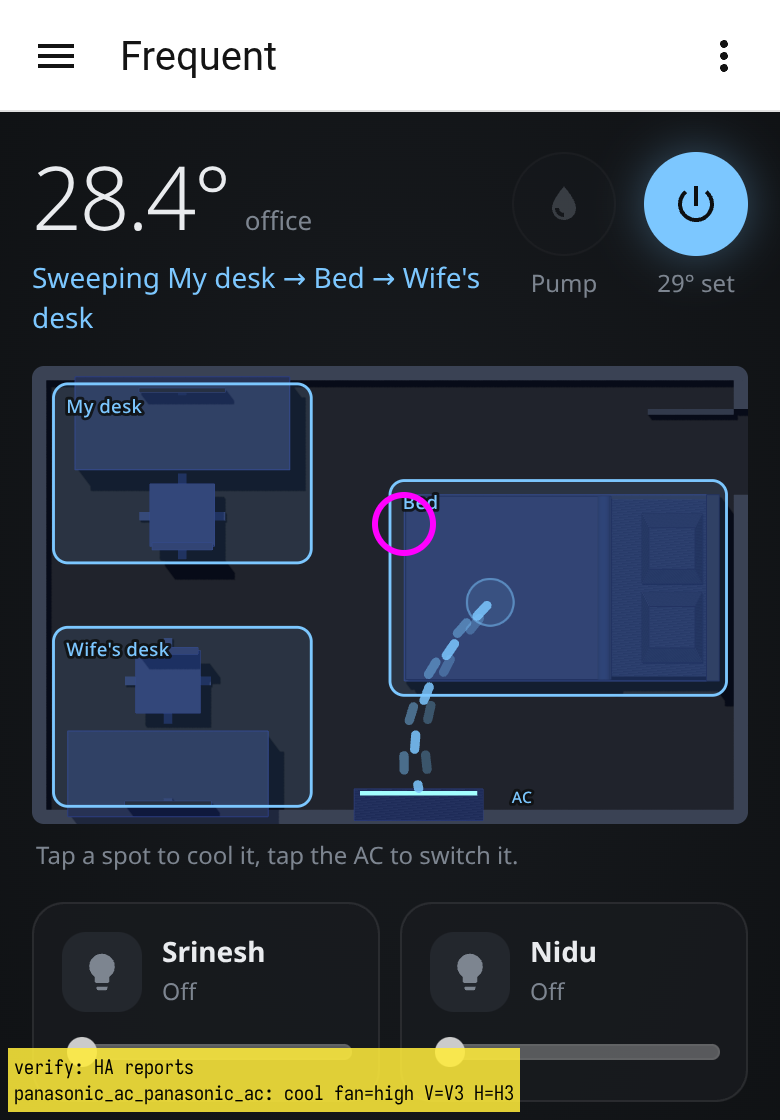 Frequent
28.4° office
Sweeping My desk → Bed → Wife's
desk
Pump
29° set
My desk
Bed
Wife's desk
AC
Tap a spot to cool it, tap the AC to switch it.
Srinesh
Off
Nidu
Off
verify: HA reports
panasonic_ac_panasonic_ac: cool fan=high V=V3 H=H3